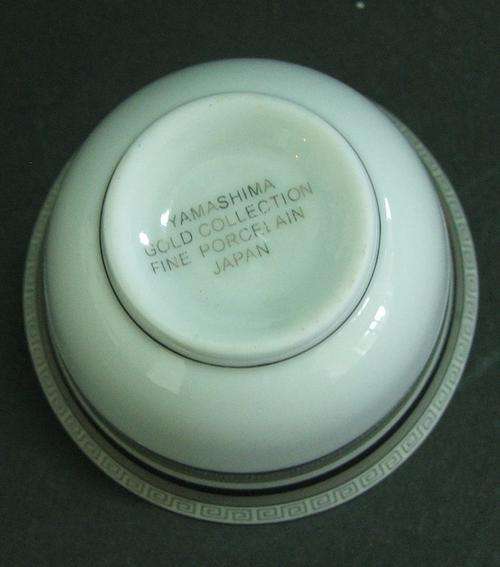 YAMASHIMA
GOLD COLLECTION
FINE PORCELAIN
JAPAN